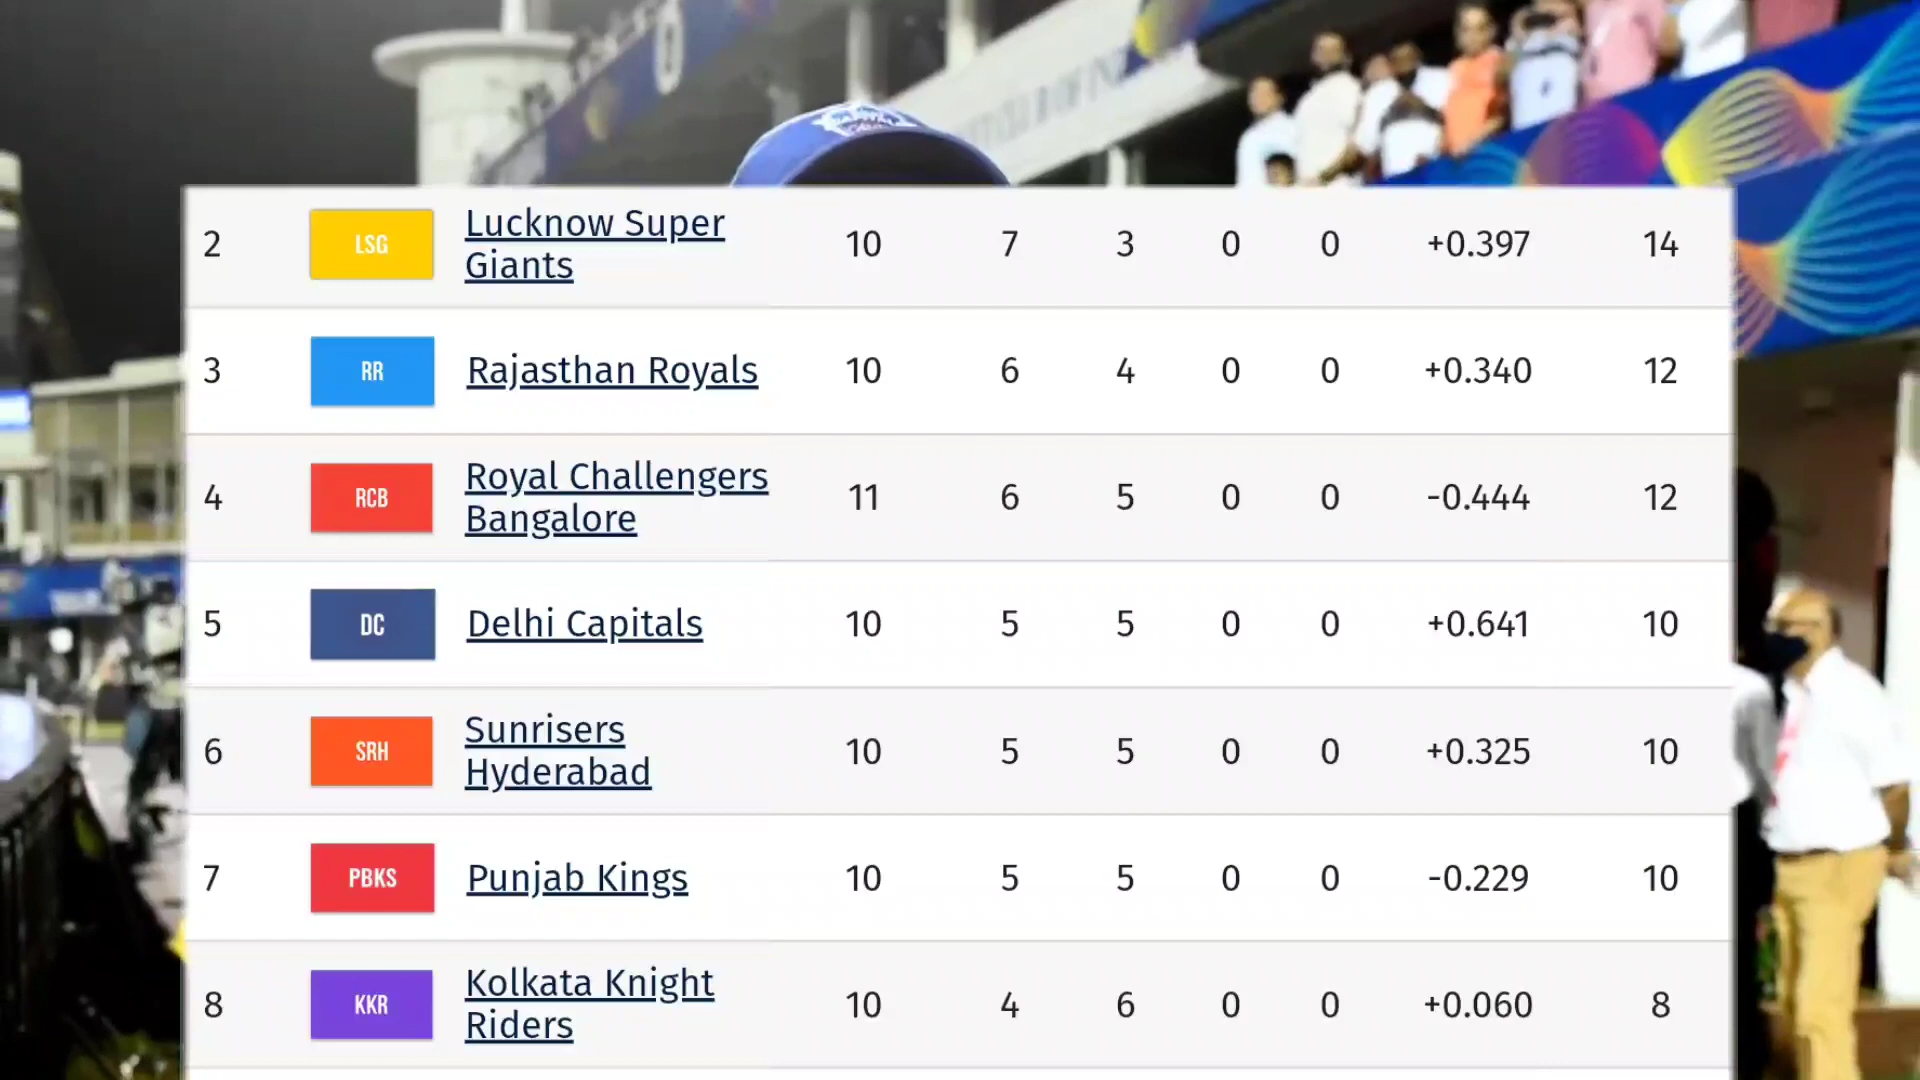 2 LSG Lucknow Super Giants 10 7 3 0 0 +0.397 14
3 RR Rajasthan Royals 10 6 4 0 0 +0.340 12
4 RCB Royal Challengers Bangalore 11 6 5 0 0 -0.444 12
5 DC Delhi Capitals 10 5 5 0 0 +0.641 10
6 SRH Sunrisers Hyderabad 10 5 5 0 0 +0.325 10
7 PBKS Punjab Kings 10 5 5 0 0 -0.229 10
8 KKR Kolkata Knight Riders 10 4 6 0 0 +0.060 8